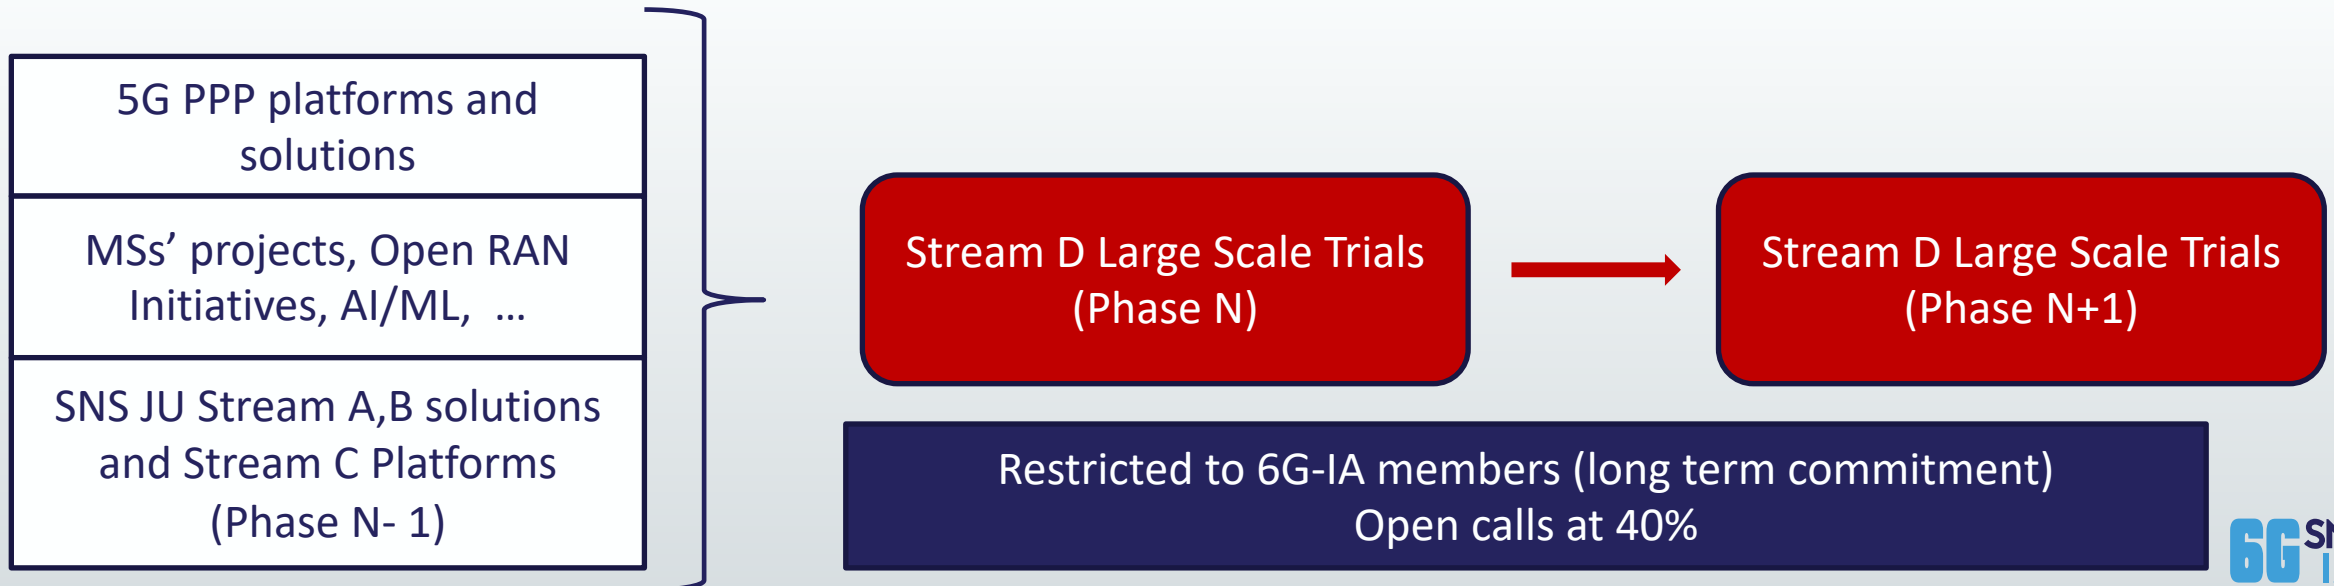 5G PPP platforms and
solutions
MSs’ projects, Open RAN
Initiatives, AI/ML, …
SNS JU Stream A,B solutions
and Stream C Platforms
(Phase N- 1)
Stream D Large Scale Trials
(Phase N)
Stream D Large Scale Trials
(Phase N+1)
Restricted to 6G-IA members (long term commitment)
Open calls at 40%
6G